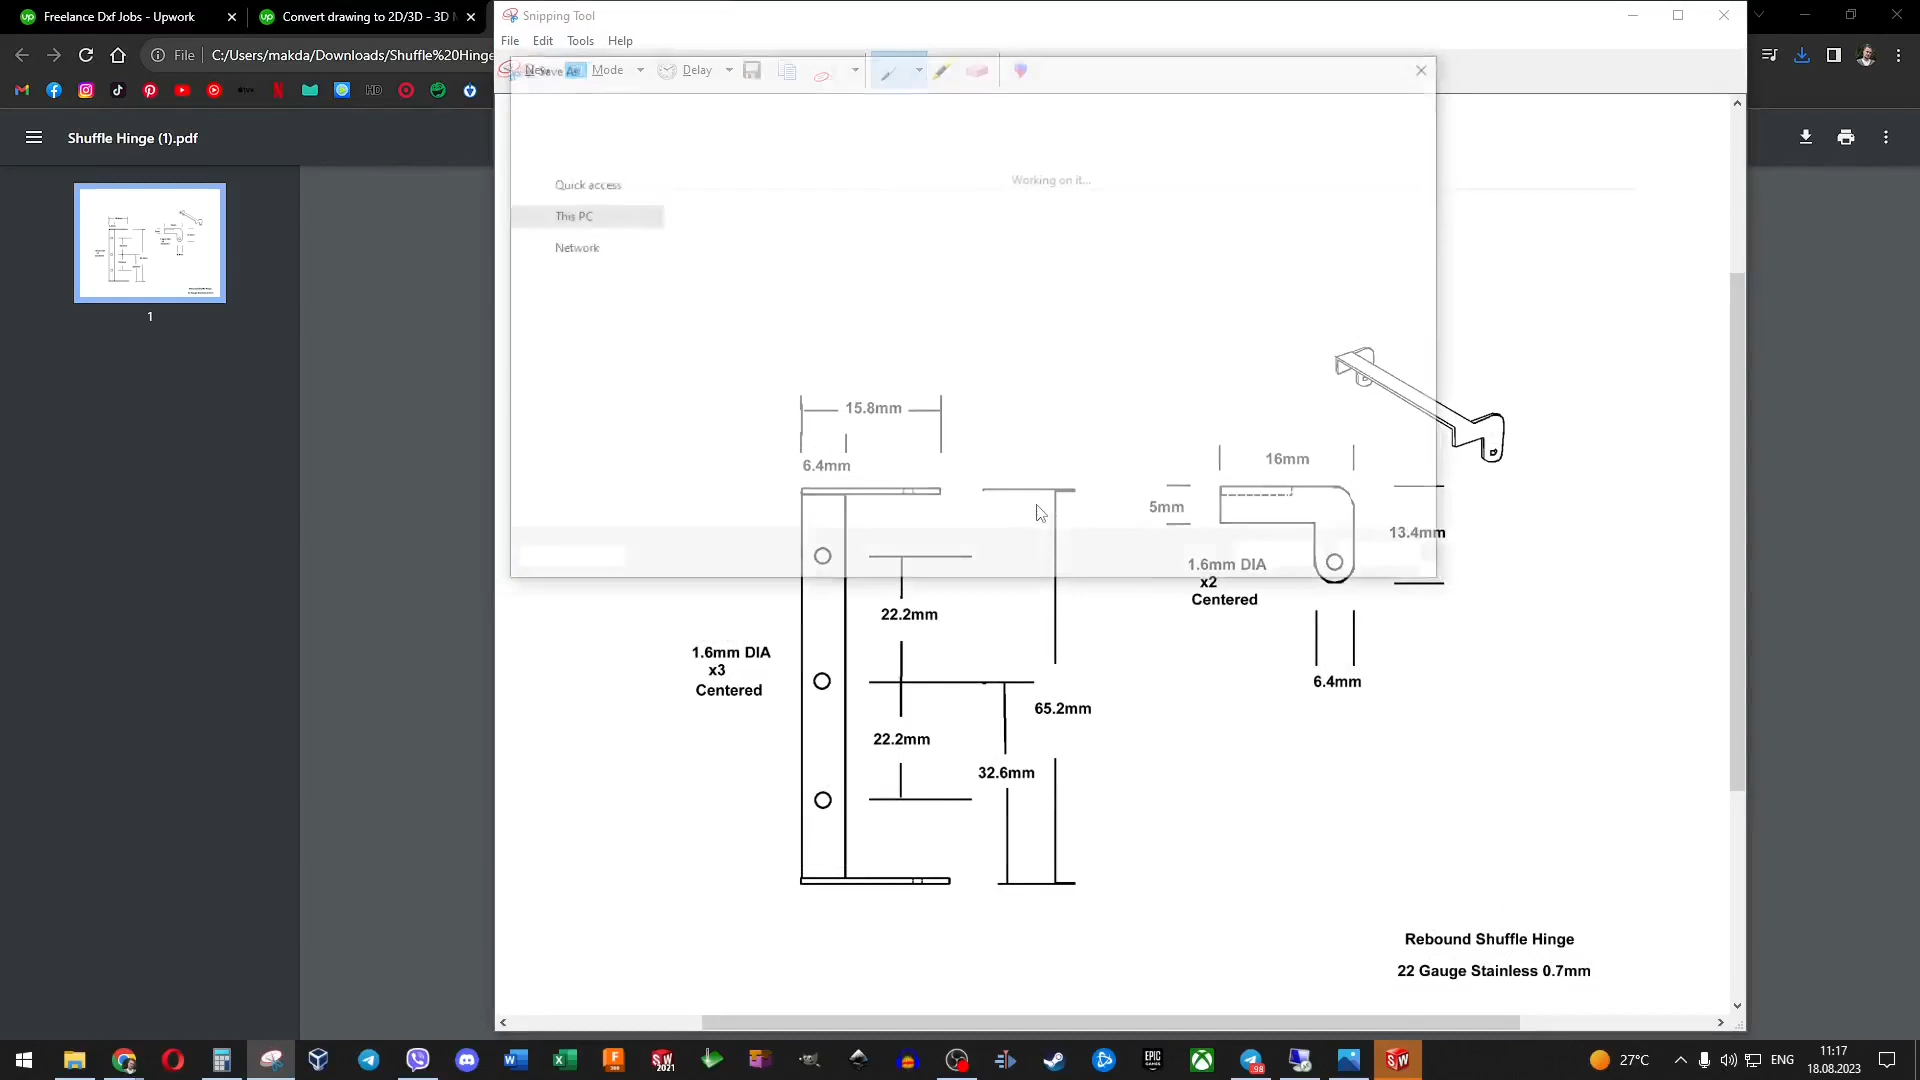 Freelance Dxf Jobs - Upwork
Convert drawing to 2D/3D - 3D
Snipping Tool
File Edit Tools Help
File C:/Users/makda/Downloads/Shuffle%20Hinge
New Save As Mode Delay
HD
Shuffle Hinge (1).pdf
1
Quick access
This PC
Network
Working on it...
15.8mm
6.4mm
16mm
5mm
13.4mm
1.6mm DIA
x2
Centered
22.2mm
1.6mm DIA
x3
Centered
6.4mm
65.2mm
22.2mm
32.6mm
Rebound Shuffle Hinge
22 Gauge Stainless 0.7mm
27°C
ENG
11:17
18.08.2023